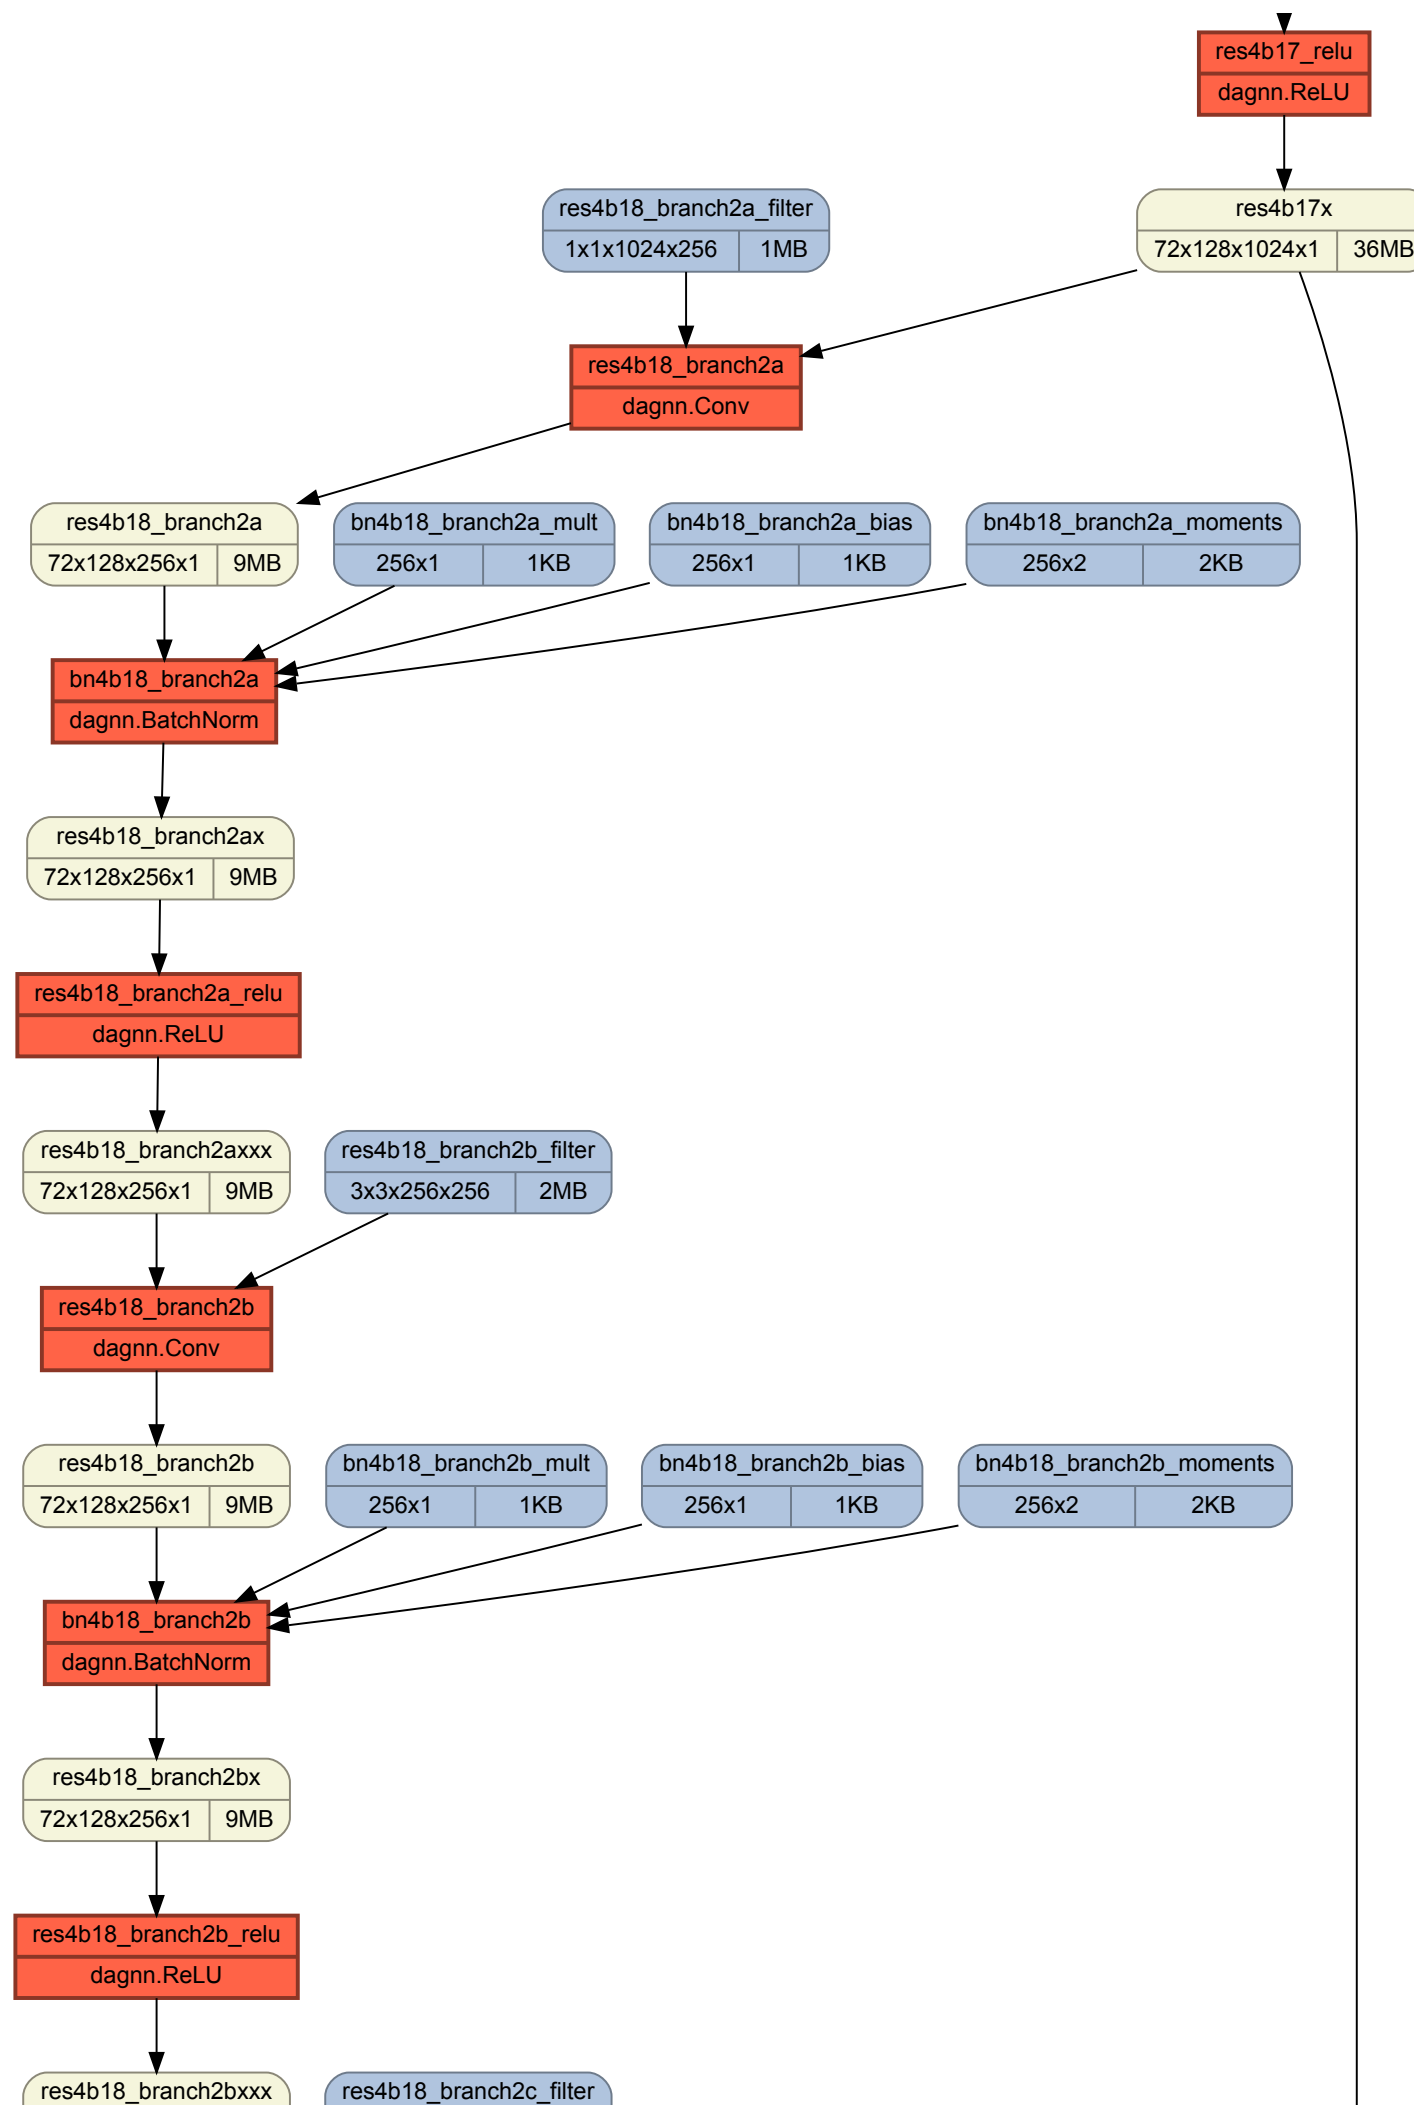 res4b17_relu
dagnn.ReLU
res4b18_branch2a_filter
1x1x1024x256 1MB
res4b17x
72x128x1024x1 36MB
res4b18_branch2a
dagnn.Conv
res4b18_branch2a
72x128x256x1 9MB
bn4b18_branch2a_mult
256x1 1KB
bn4b18_branch2a_bias
256x1 1KB
bn4b18_branch2a_moments
256x2 2KB
bn4b18_branch2a
dagnn.BatchNorm
res4b18_branch2ax
72x128x256x1 9MB
res4b18_branch2a_relu
dagnn.ReLU
res4b18_branch2axxx
72x128x256x1 9MB
res4b18_branch2b_filter
3x3x256x256 2MB
res4b18_branch2b
dagnn.Conv
res4b18_branch2b
72x128x256x1 9MB
bn4b18_branch2b_mult
256x1 1KB
bn4b18_branch2b_bias
256x1 1KB
bn4b18_branch2b_moments
256x2 2KB
bn4b18_branch2b
dagnn.BatchNorm
res4b18_branch2bx
72x128x256x1 9MB
res4b18_branch2b_relu
dagnn.ReLU
res4b18_branch2bxxx
res4b18_branch2c_filter